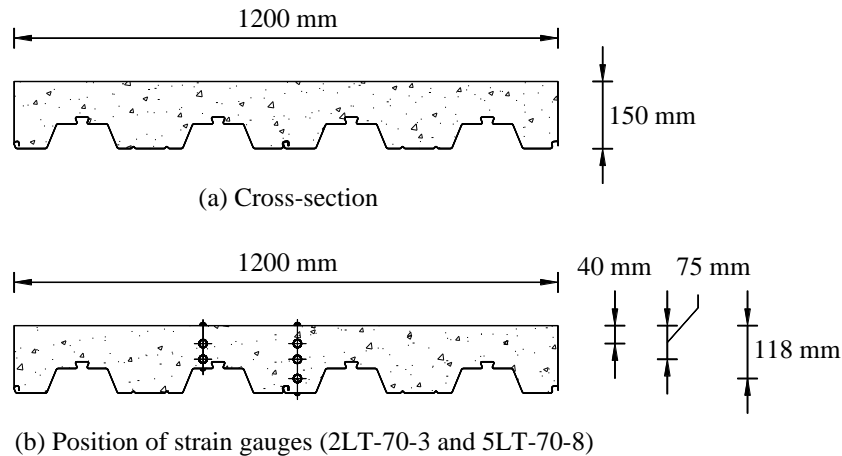 1200 mm
150 mm
(a) Cross-section
1200 mm
40 mm
75 mm
118 mm
(b) Position of strain gauges (2LT-70-3 and 5LT-70-8)